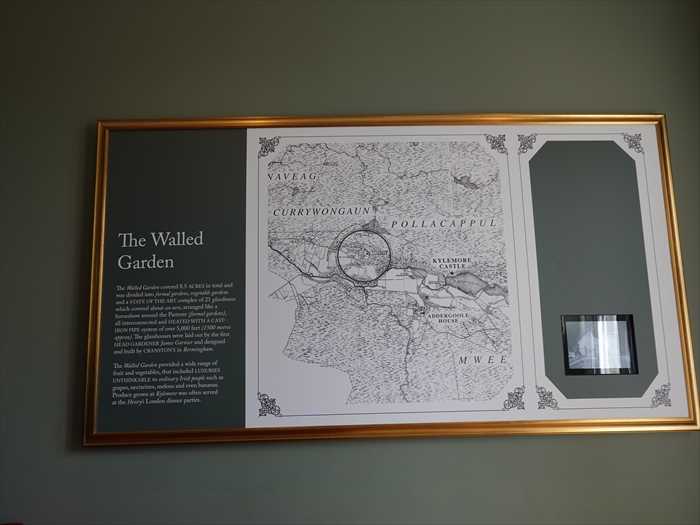 The Walled
Garden
The Walled Garden covered 8.5 ACRES in total and
was divided into formal gardens, vegetable gardens
and a STATE OF THE ART complex of 21 glasshouses
which covered about an acre, arranged like a
horseshoe around the Parterre (formal gardens),
all interconnected and HEATED WITH A CAST-
IRON PIPE system of over 5,000 feet (1500 metres
approx). The glasshouses were laid out by the first
HEAD GARDENER James Garnier and designed
and built by CRANSTON'S in Birmingham.
The Walled Garden provided a wide range of
fruit and vegetables, that included LUXURIES
UNTHINKABLE to ordinary Irish people such as
grapes, nectarines, melons and even bananas.
Produce grown at Kylemore was often served
at the Henry's London dinner parties.
NAVEAG
CURRYWONGAUN
POLLACAPPUL
KYLEMORE
CASTLE
ADDERGOOLE
HOUSE
MWEE